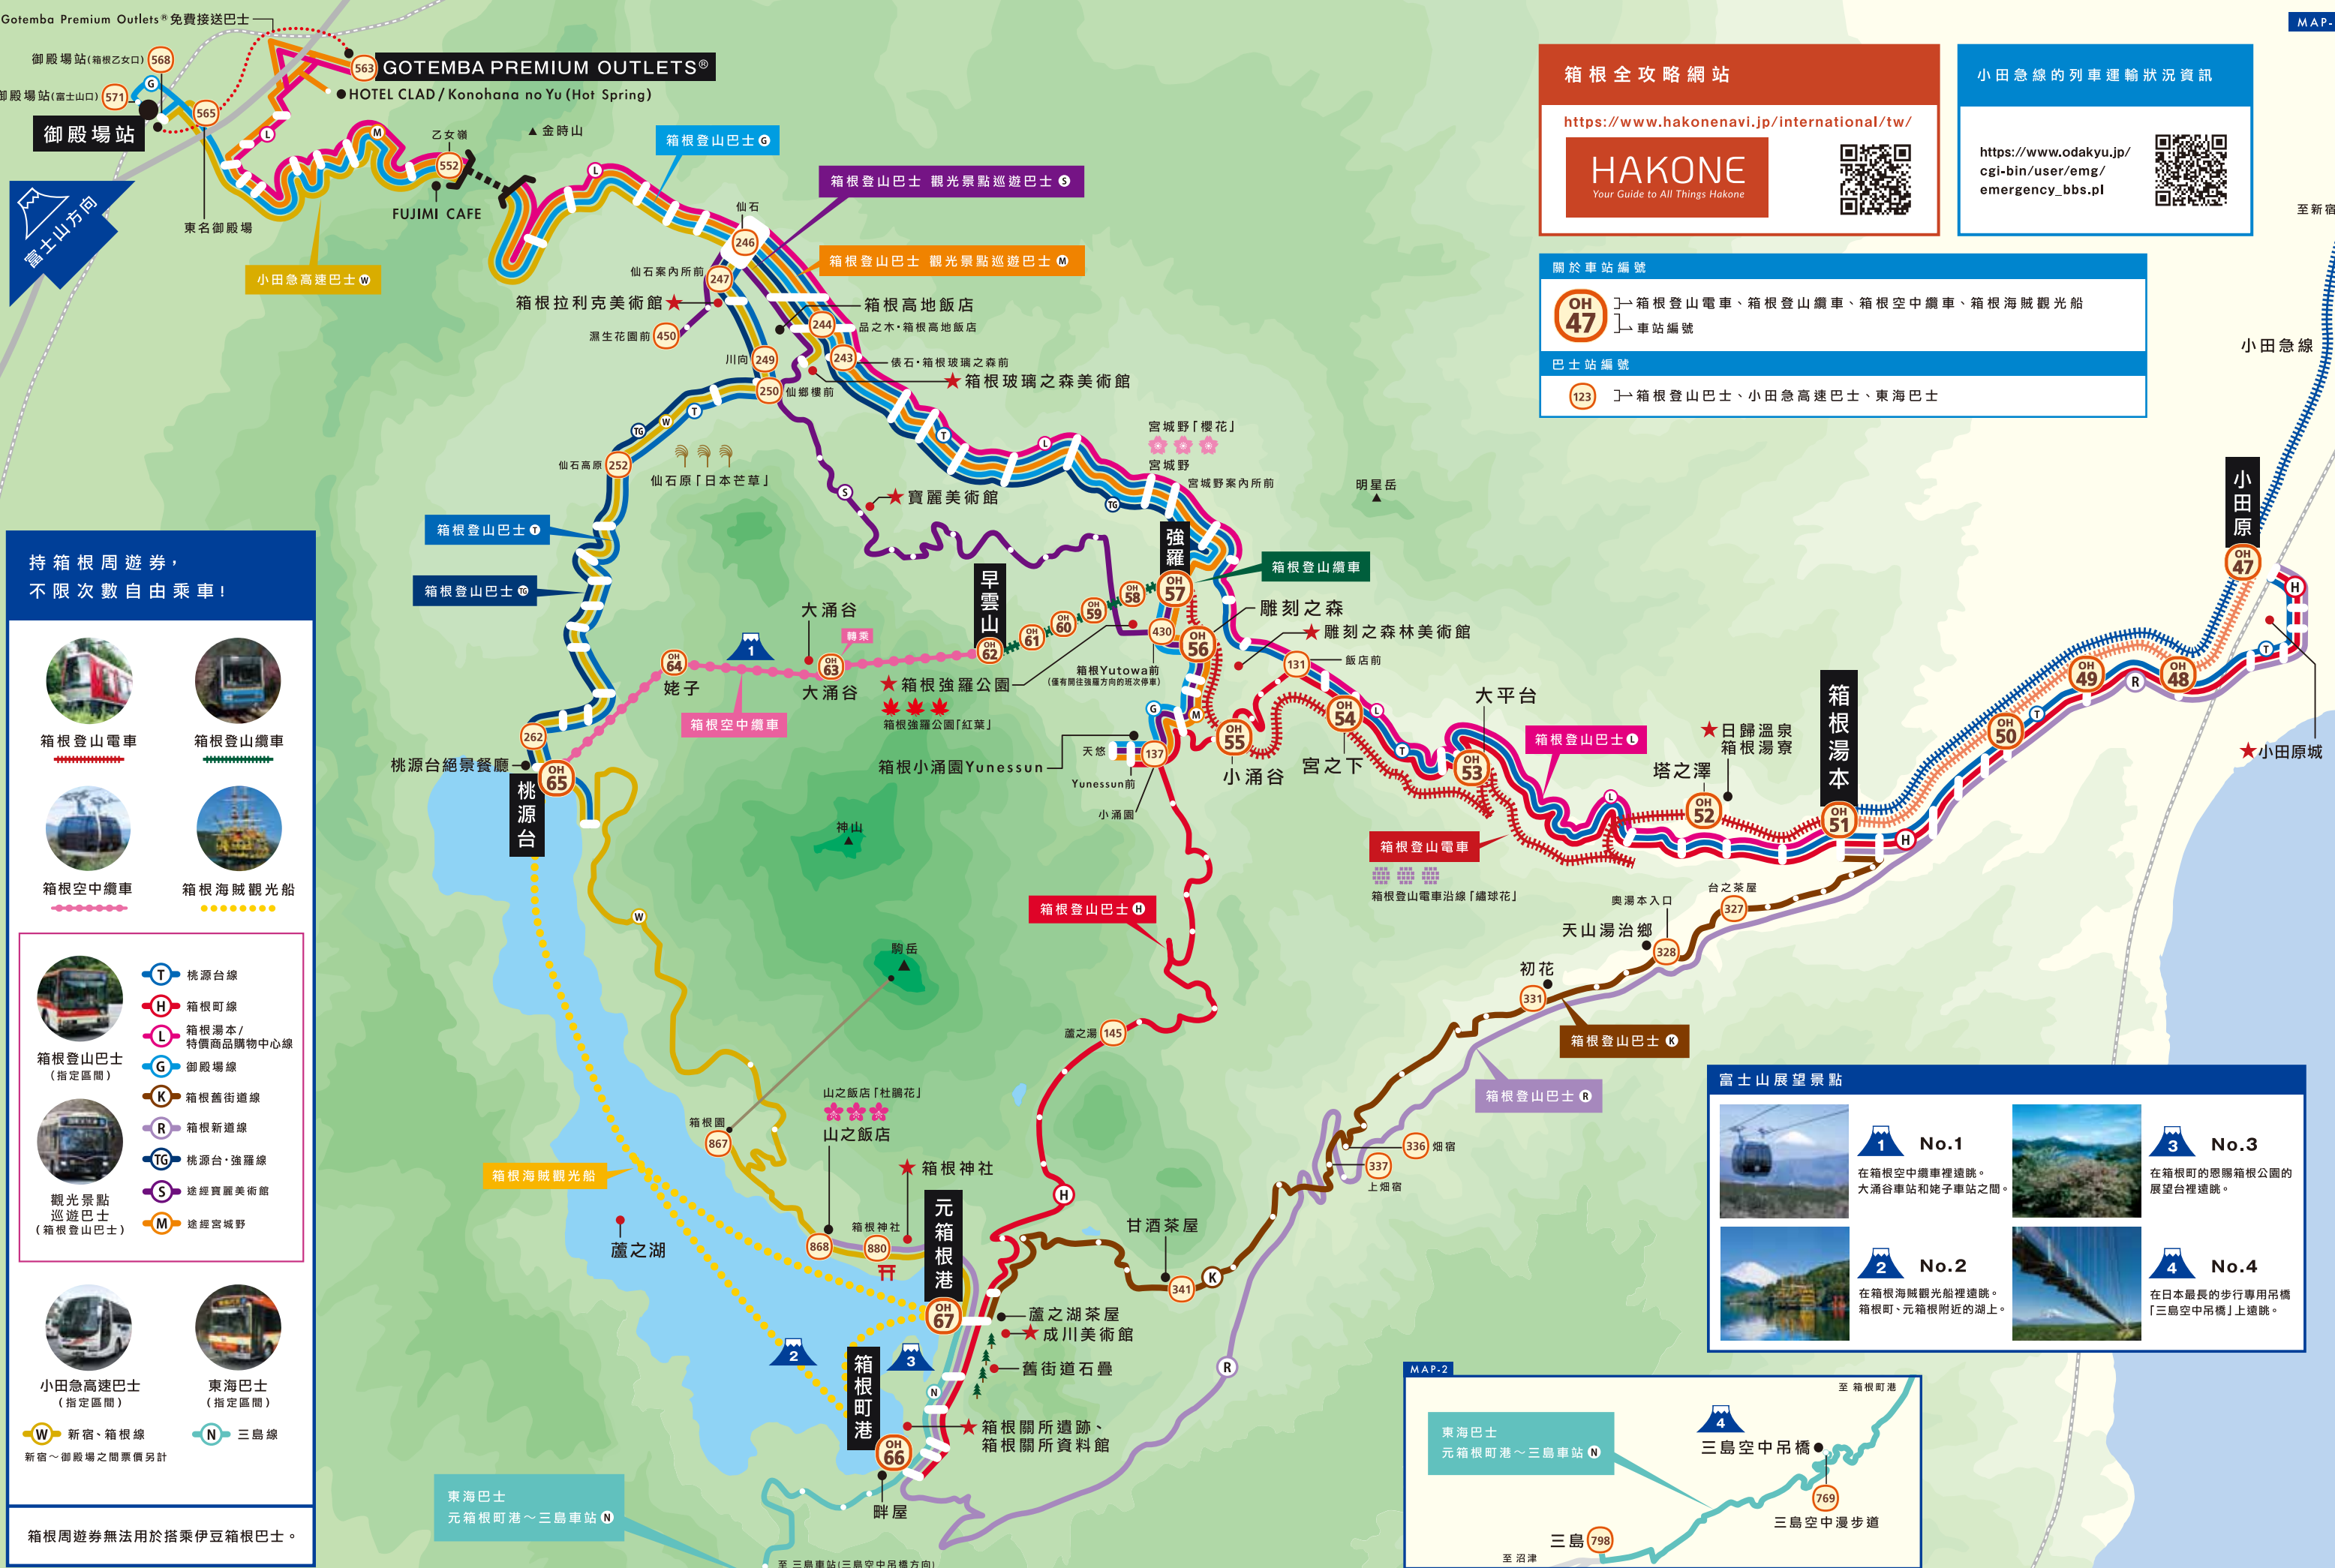 Gotemba Premium Outlets®免費接送巴士
MAP-
御殿場站(箱根乙女口) 568
563 GOTEMBA PREMIUM OUTLETS®
G
御殿場站(富士山口) 571
HOTEL CLAD / Konohana no Yu (Hot Spring)
565
御殿場站
L
M
乙女嶺
552
金時山
FUJIMI CAFE
東名御殿場
富士山方向
小田急高速巴士 W
箱根登山巴士 G
L
箱根登山巴士 觀光景點巡遊巴士 S
仙石
246
箱根登山巴士 觀光景點巡遊巴士 M
仙石案內所前 247
箱根拉利克美術館
箱根高地飯店
濕生花園前 450
244 品之木・箱根高地飯店
川向 249
243 俵石・箱根玻璃之森前
箱根玻璃之森美術館
250 仙鄉樓前
T
W
TG
仙石高原 252
仙石原「日本芒草」
T
L
宮城野「櫻花」
宮城野
宮城野案內所前
TG
明星岳
S
寶麗美術館
箱根登山巴士 T
箱根登山巴士 TG
強羅
OH 57
箱根登山纜車
早雲山
OH 58
OH 59
OH 60
OH 61
OH 62
430
OH 56
雕刻之森
雕刻之森林美術館
大涌谷
轉乘
1
OH 63
大涌谷
OH 64
姥子
箱根空中纜車
箱根強羅公園
箱根強羅公園「紅葉」
箱根Yutowa前
(僅有開往強羅方向的班次停車)
131 飯店前
262
桃源台絕景餐廳
OH 65
桃源台
G
M
天悠
137
Yunessun前
箱根小涌園Yunessun
小涌園
OH 55
小涌谷
OH 54
宮之下
L
T
大平台
OH 53
箱根登山巴士 L
L
日歸溫泉
箱根湯寮
塔之澤
OH 52
箱根湯本
OH 51
H
箱根登山電車
箱根登山電車沿線「繡球花」
OH 50
T
OH 49
R
OH 48
T
小田原
OH 47
H
小田原城
小田急線
至新宿
神山
駒岳
W
箱根登山巴士 H
蘆之湯 145
台之茶屋
327
奧湯本入口
天山湯治鄉
328
初花
331
箱根登山巴士 K
箱根登山巴士 R
336 畑宿
337
上畑宿
箱根園
867
山之飯店「杜鵑花」
山之飯店
箱根神社
箱根海賊觀光船
蘆之湖
868
箱根神社
880
元箱根港
OH 67
H
甘酒茶屋
341
K
蘆之湖茶屋
成川美術館
舊街道石疊
2
3
箱根町港
OH 66
N
箱根關所遺跡、
箱根關所資料館
R
畔屋
東海巴士
元箱根町港～三島車站 N
至 三島車站(三島空中吊橋方向)
箱根全攻略網站
https://www.hakonenavi.jp/international/tw/
HAKONE
Your Guide to All Things Hakone
小田急線的列車運輸狀況資訊
https://www.odakyu.jp/
cgi-bin/user/emg/
emergency_bbs.pl
關於車站編號
OH 47
箱根登山電車、箱根登山纜車、箱根空中纜車、箱根海賊觀光船
車站編號
巴士站編號
123 箱根登山巴士、小田急高速巴士、東海巴士
持箱根周遊券，
不限次數自由乘車!
箱根登山電車
箱根登山纜車
箱根空中纜車
箱根海賊觀光船
箱根登山巴士
(指定區間)
觀光景點
巡遊巴士
(箱根登山巴士)
T 桃源台線
H 箱根町線
L 箱根湯本/
特價商品購物中心線
G 御殿場線
K 箱根舊街道線
R 箱根新道線
TG 桃源台・強羅線
S 途經寶麗美術館
M 途經宮城野
小田急高速巴士
(指定區間)
W 新宿、箱根線
新宿～御殿場之間票價另計
東海巴士
(指定區間)
N 三島線
箱根周遊券無法用於搭乘伊豆箱根巴士。
富士山展望景點
1 No.1
在箱根空中纜車裡遠眺。
大涌谷車站和姥子車站之間。
2 No.2
在箱根海賊觀光船裡遠眺。
箱根町、元箱根附近的湖上。
3 No.3
在箱根町的恩賜箱根公園的
展望台裡遠眺。
4 No.4
在日本最長的步行專用吊橋
「三島空中吊橋」上遠眺。
MAP-2
至 箱根町港
東海巴士
元箱根町港～三島車站 N
4
三島空中吊橋
769
三島空中漫步道
三島 798
至 沼津